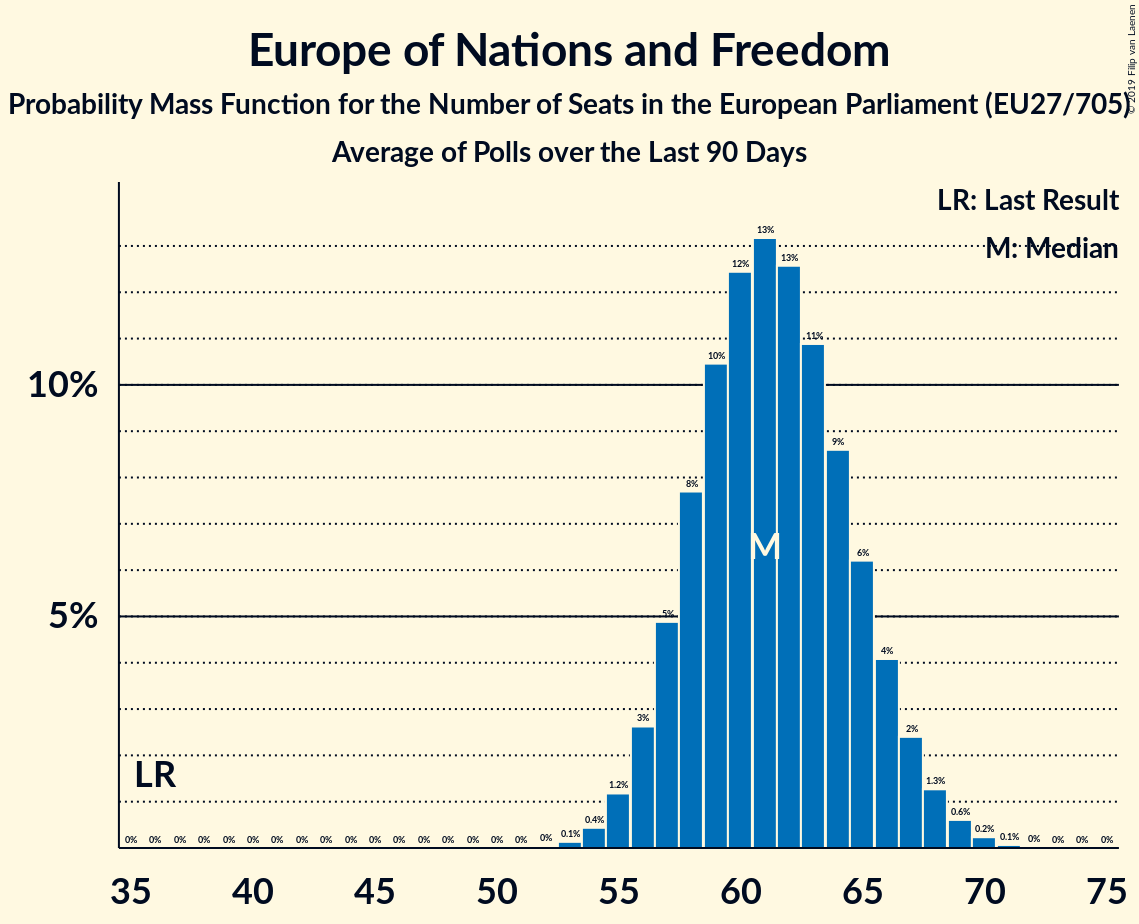 Europe of Nations and Freedom
Probability Mass Function for the Number of Seats in the European Parliament (EU27/705)
Average of Polls over the Last 90 Days
© 2019 Filip van Laenen
LR: Last Result
M: Median
13%
12% 13%
11%
10%
10%
9%
8%
M
6%
5%
5%
4%
3%
2%
LR
1.2% 1.3%
0.4% 0.6%
0% 0% 0% 0% 0% 0% 0% 0% 0% 0% 0% 0% 0% 0% 0% 0% 0% 0% 0.1% 0.2% 0.1% 0% 0% 0% 0%
35 40 45 50 55 60 65 70 75